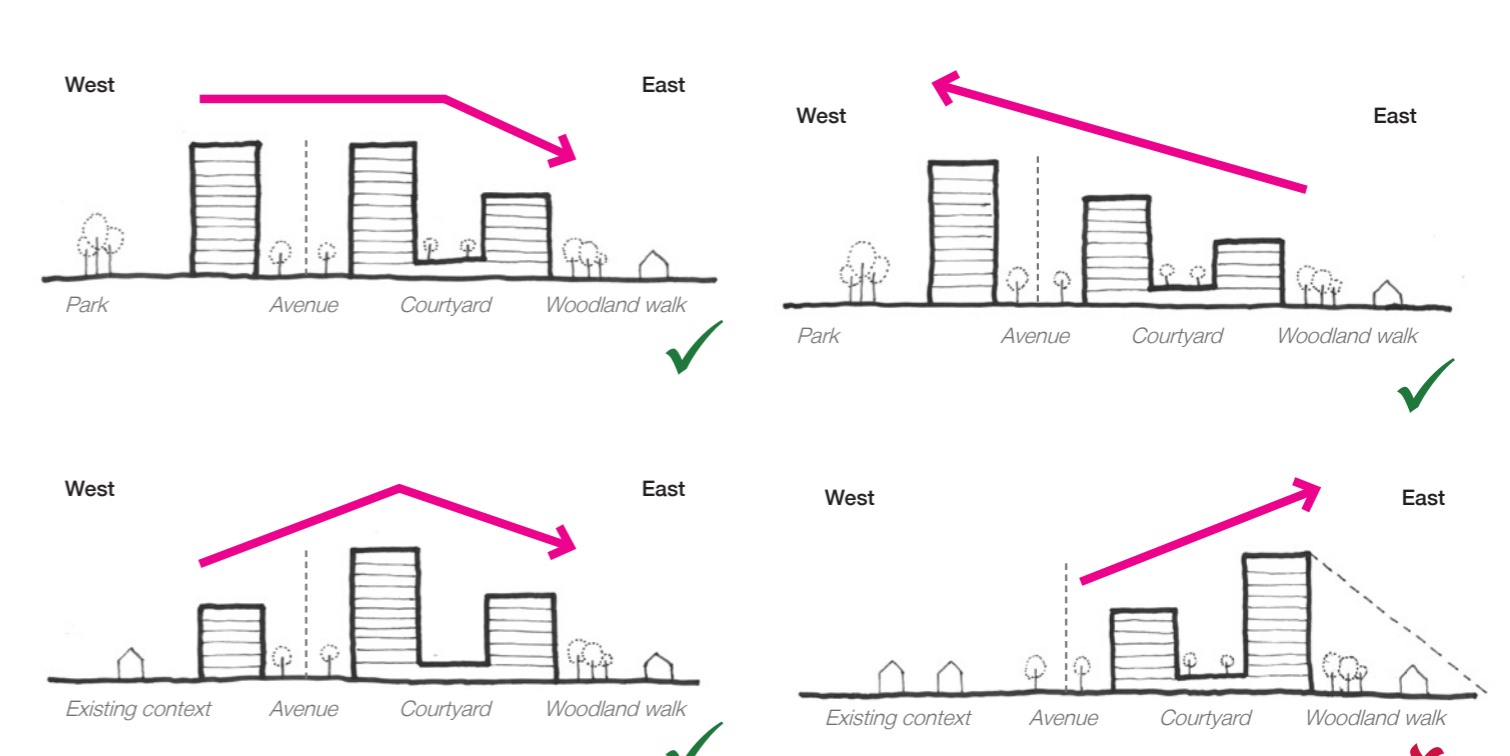 West
East
Park
Avenue
Courtyard
Woodland walk
West
East
Park
Avenue
Courtyard
Woodland walk
West
East
Existing context
Avenue
Courtyard
Woodland walk
West
East
Existing context
Avenue
Courtyard
Woodland walk